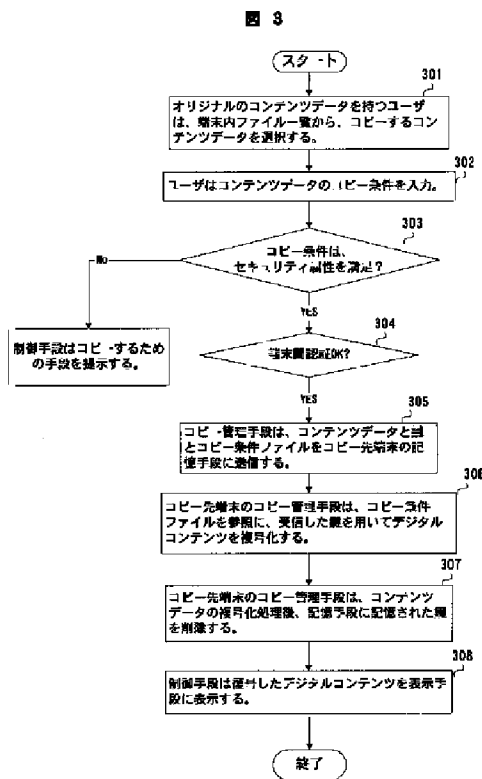 図 3
スタート
301
オリジナルのコンテンツデータを持つユーザ
は、端末内ファイル一覧から、コピーするコン
テンツデータを選択する。
302
ユーザはコンテンツデータのコピー条件を入力。
303
コピー条件は、
セキュリティ属性を満足?
No
YES
制御手段はコピーするため
の手段を提示する。
304
端末間認証OK?
YES
305
コピー管理手段は、コンテンツデータと鍵
とコピー条件ファイルをコピー先端末の記
憶手段に送信する。
306
コピー先端末のコピー管理手段は、コピー条件
ファイルを参照に、受信した鍵を用いてデジタル
コンテンツを復号化する。
307
コピー先端末のコピー管理手段は、コンテンツ
データの復号化処理後、記憶手段に記憶された鍵
を削除する。
308
制御手段は復号したデジタルコンテンツを表示手
段に表示する。
終了